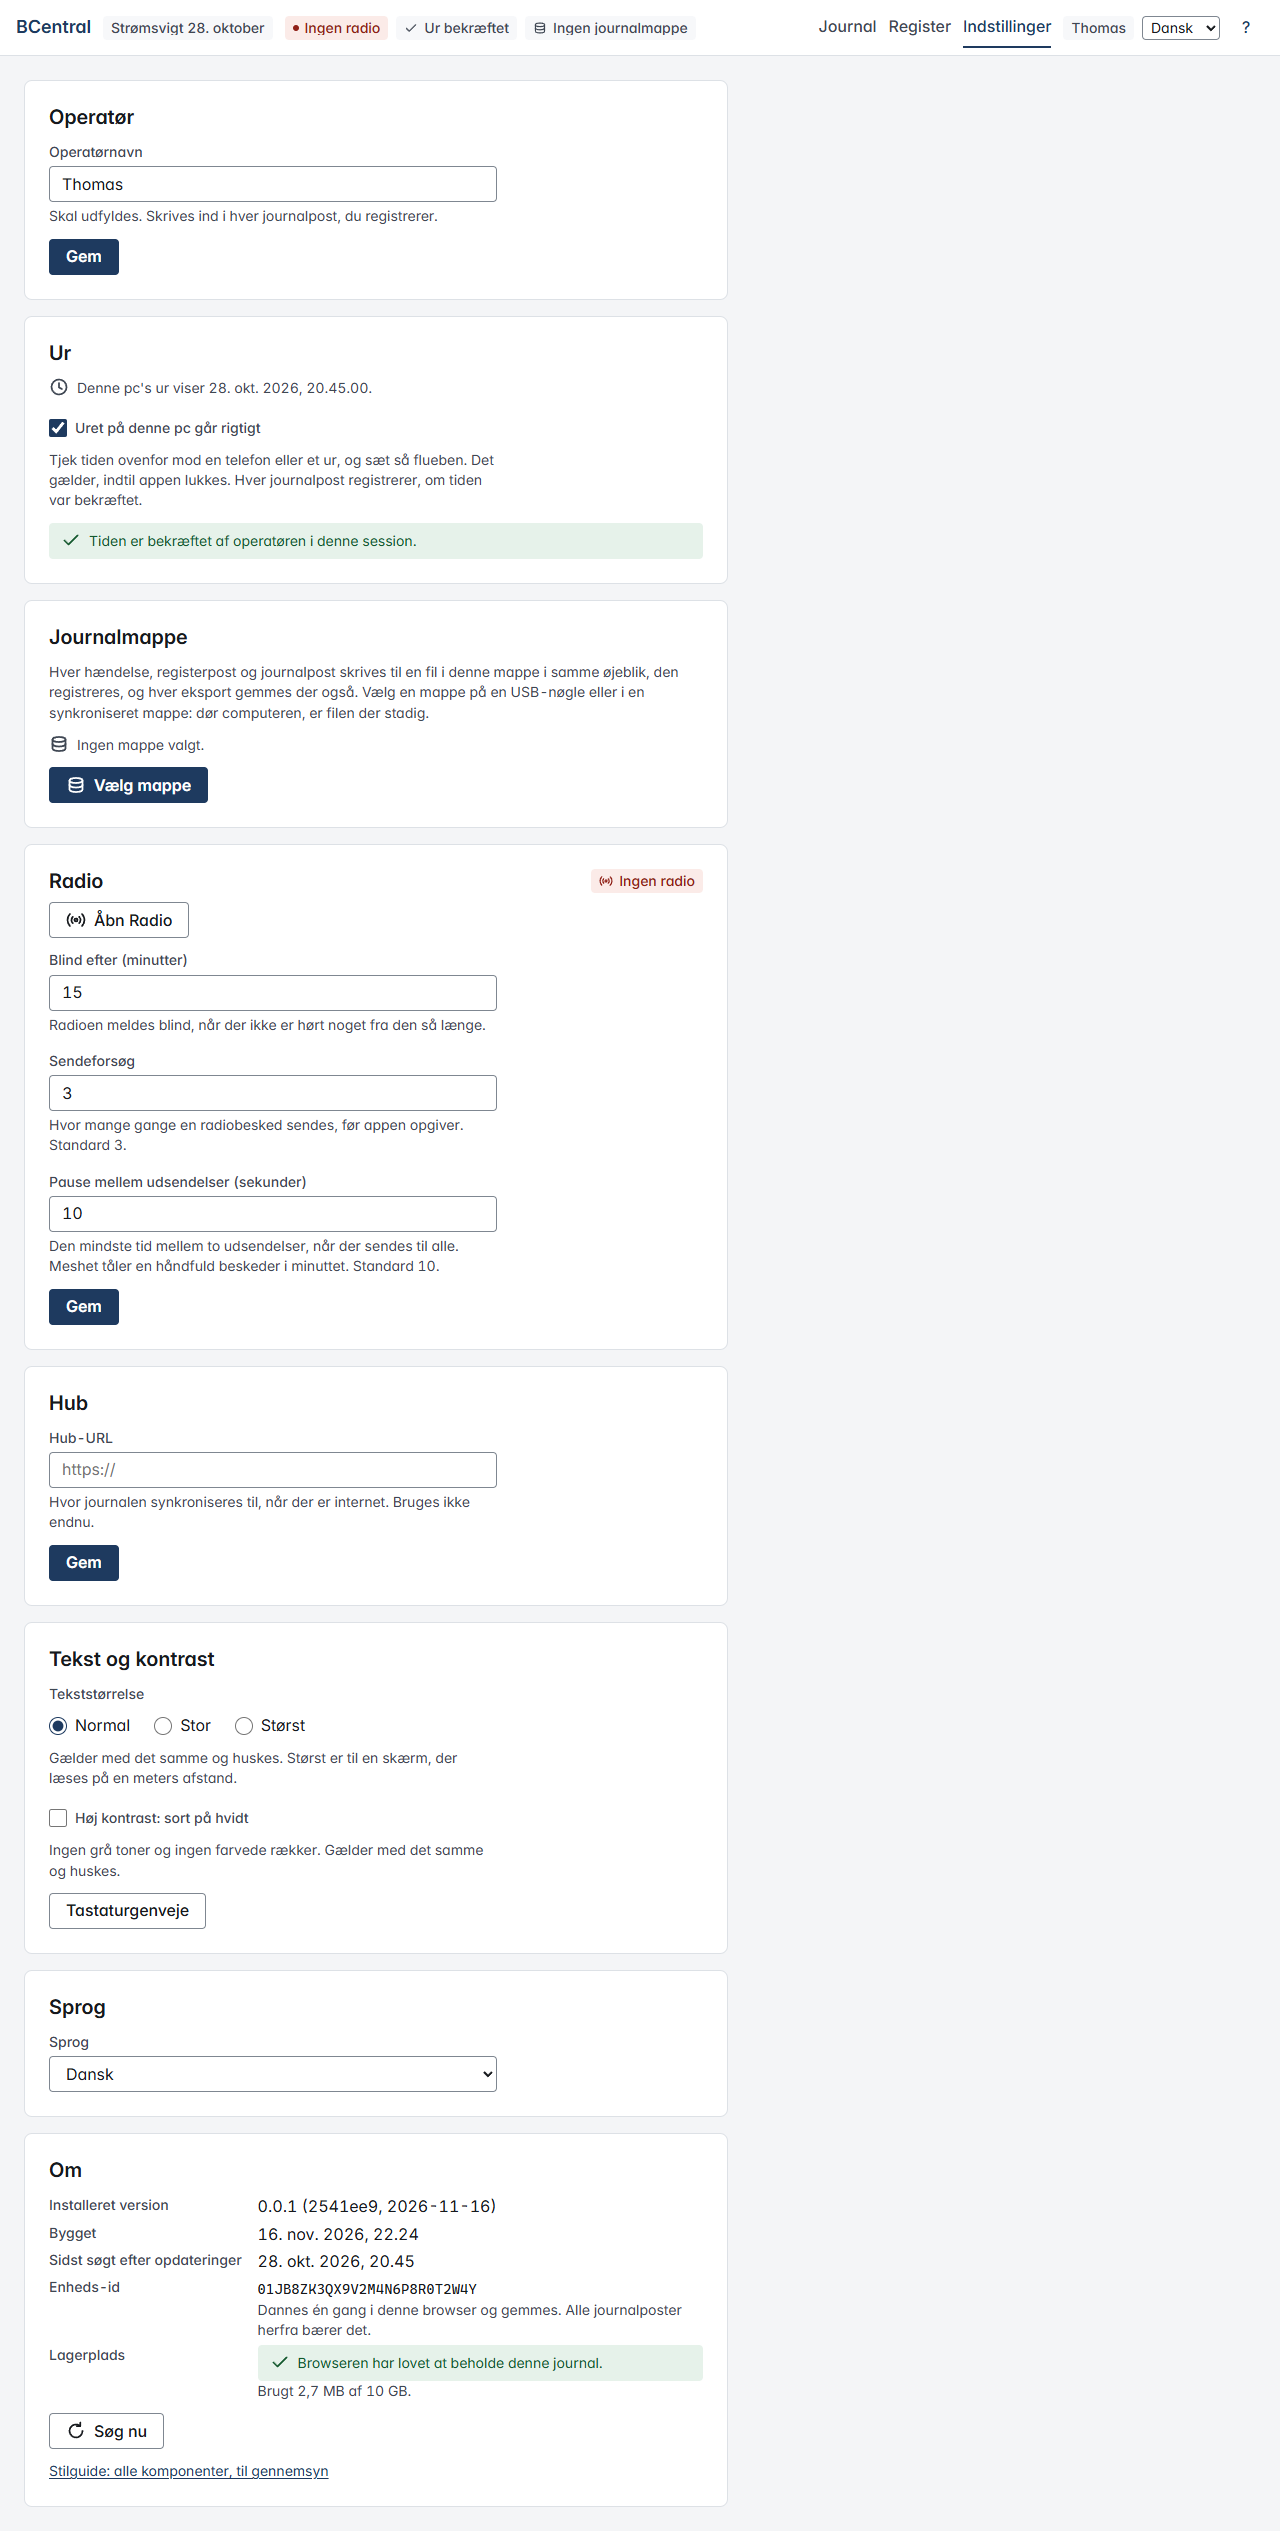 BCentral Strømsvigt 28. oktober Ingen radio Ur bekræftet Ingen journalmappe Journal Register Indstillinger Thomas Dansk ?
Operatør
Operatørnavn
Thomas
Skal udfyldes. Skrives ind i hver journalpost, du registrerer.
Gem
Ur
Denne pc's ur viser 28. okt. 2026, 20.45.00.
Uret på denne pc går rigtigt
Tjek tiden ovenfor mod en telefon eller et ur, og sæt så flueben. Det
gælder, indtil appen lukkes. Hver journalpost registrerer, om tiden
var bekræftet.
Tiden er bekræftet af operatøren i denne session.
Journalmappe
Hver hændelse, registerpost og journalpost skrives til en fil i denne mappe i samme øjeblik, den
registreres, og hver eksport gemmes der også. Vælg en mappe på en USB-nøgle eller i en
synkroniseret mappe: dør computeren, er filen der stadig.
Ingen mappe valgt.
Vælg mappe
Radio Ingen radio
Åbn Radio
Blind efter (minutter)
15
Radioen meldes blind, når der ikke er hørt noget fra den så længe.
Sendeforsøg
3
Hvor mange gange en radiobesked sendes, før appen opgiver.
Standard 3.
Pause mellem udsendelser (sekunder)
10
Den mindste tid mellem to udsendelser, når der sendes til alle.
Meshet tåler en håndfuld beskeder i minuttet. Standard 10.
Gem
Hub
Hub-URL
https://
Hvor journalen synkroniseres til, når der er internet. Bruges ikke
endnu.
Gem
Tekst og kontrast
Tekststørrelse
Normal Stor Størst
Gælder med det samme og huskes. Størst er til en skærm, der
læses på en meters afstand.
Høj kontrast: sort på hvidt
Ingen grå toner og ingen farvede rækker. Gælder med det samme
og huskes.
Tastaturgenveje
Sprog
Sprog
Dansk
Om
Installeret version 0.0.1 (2541ee9, 2026-11-16)
Bygget 16. nov. 2026, 22.24
Sidst søgt efter opdateringer 28. okt. 2026, 20.45
Enheds-id 01JB8ZK3QX9V2M4N6P8R0T2W4Y
Dannes én gang i denne browser og gemmes. Alle journalposter
herfra bærer det.
Lagerplads Browseren har lovet at beholde denne journal.
Brugt 2,7 MB af 10 GB.
Søg nu
Stilguide: alle komponenter, til gennemsyn